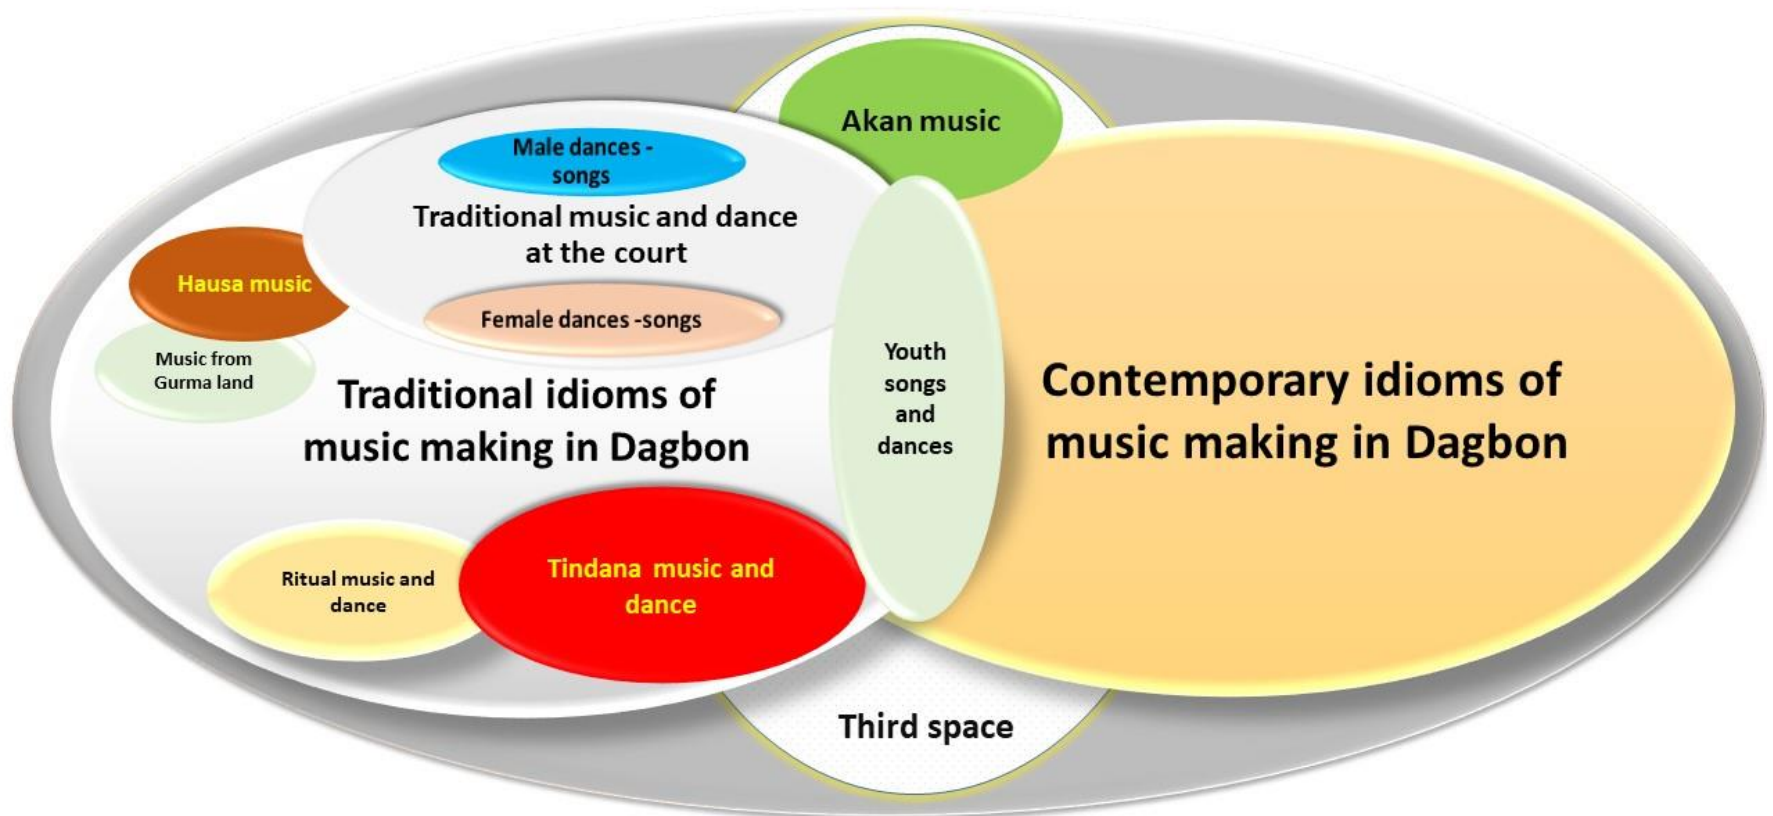 Akan music
Male dances -
songs
Traditional music and dance
at the court
Hausa music
Female dances -songs
Music from
Gurma land
Traditional idioms of
music making in Dagbon
Youth
songs
and
dances
Contemporary idioms of
music making in Dagbon
Ritual music and
dance
Tindana music and
dance
Third space